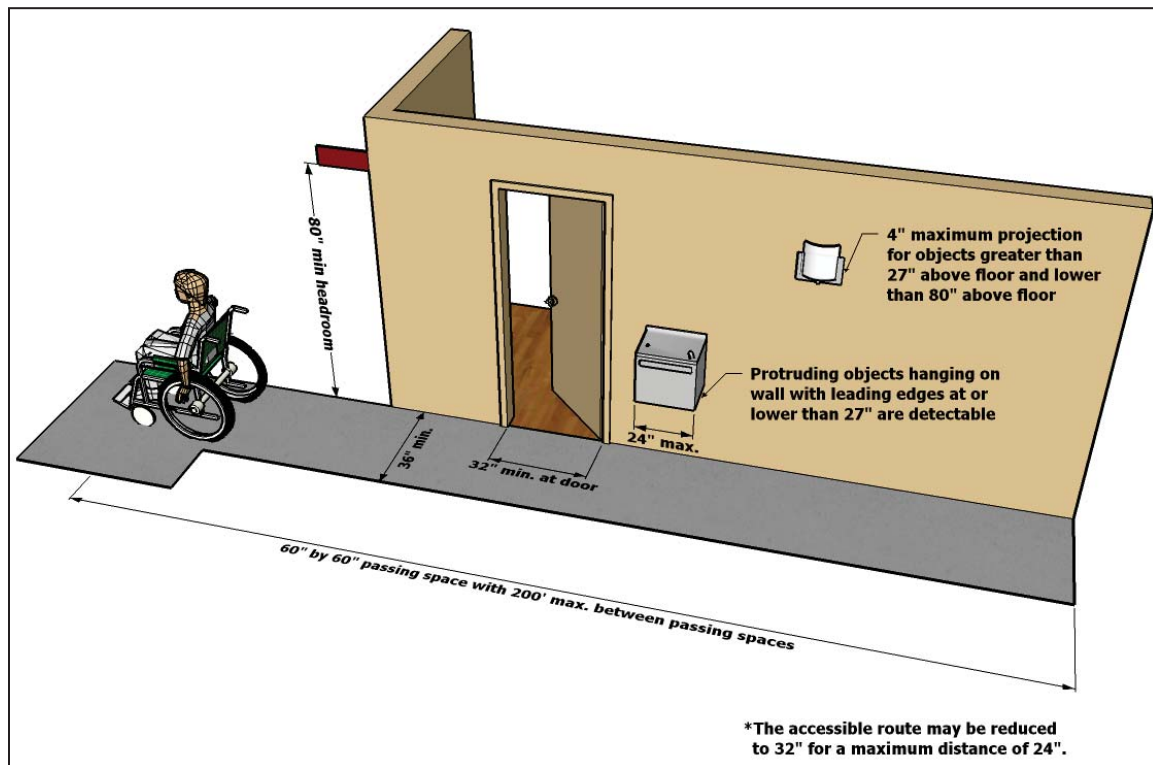 80" min headroom
4" maximum projection
for objects greater than
27" above floor and lower
than 80" above floor
Protruding objects hanging on
wall with leading edges at or
lower than 27" are detectable
24" max.
36" min.
32" min. at door
60" by 60" passing space with 200' max. between passing spaces
*The accessible route may be reduced
to 32" for a maximum distance of 24".